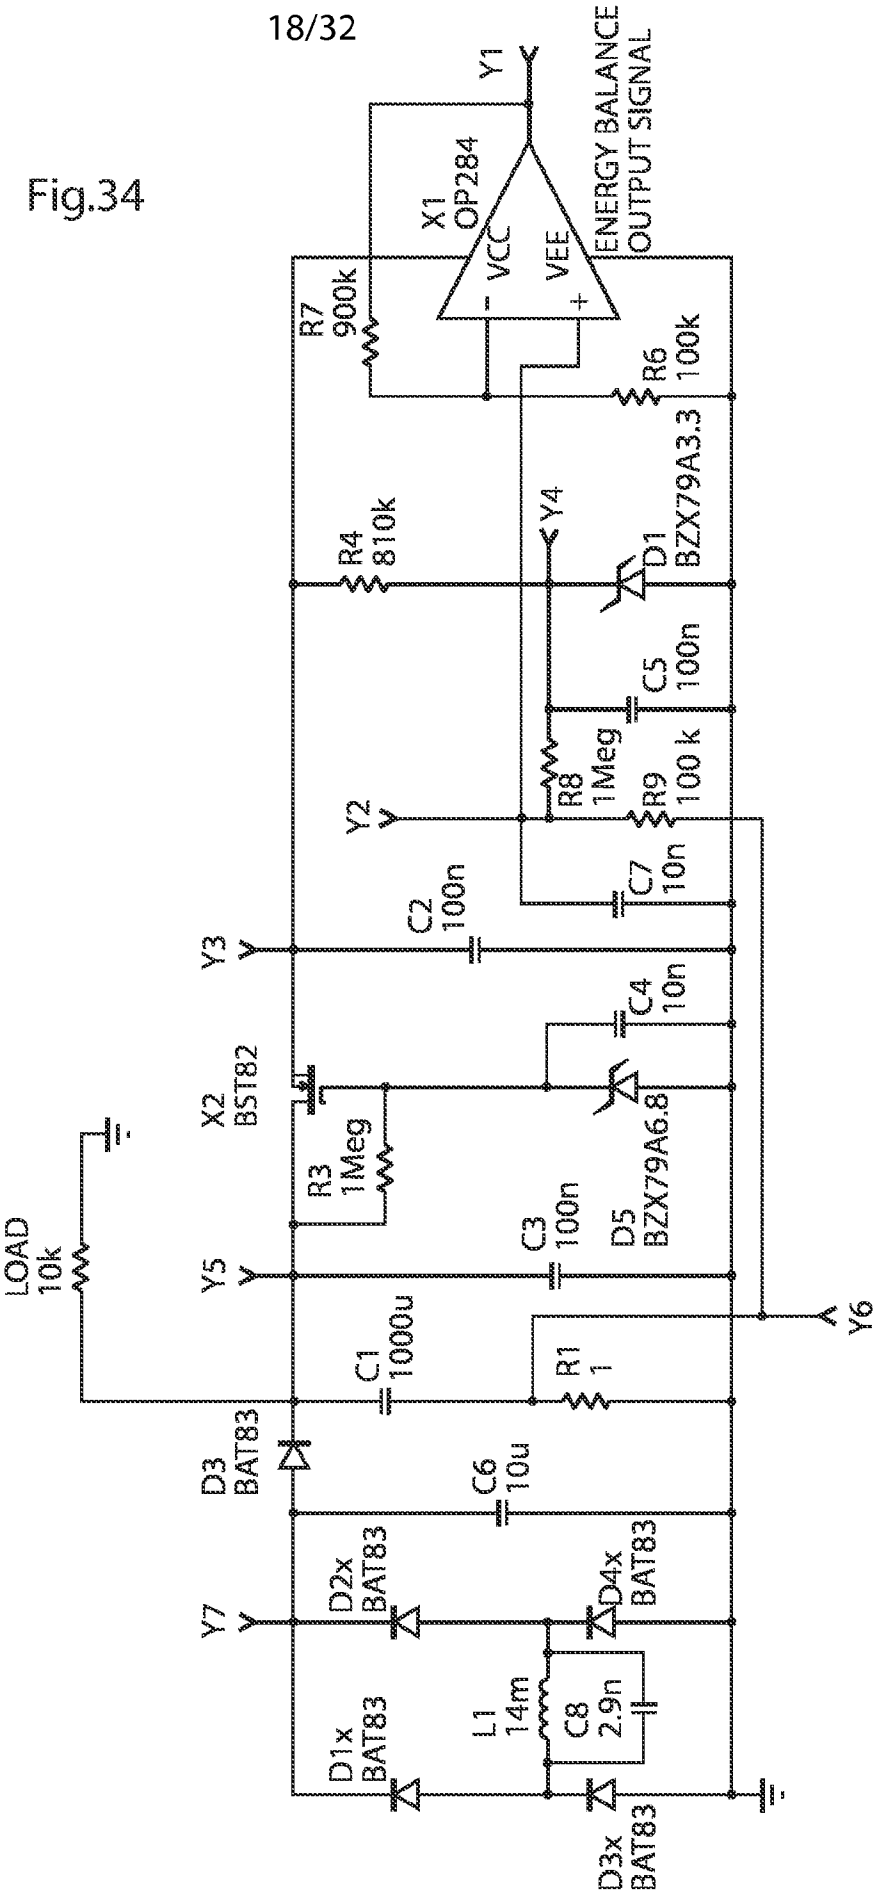 18/32
Fig.34
LOAD
10k
D1x
BAT83
D3x
BAT83
L1
14m
C8
2.9n
Y7
D2x
BAT83
D4x
BAT83
C6
10u
D3
BAT83
C1
1000u
R1
1
Y6
Y5
C3
100n
R3
1Meg
D5
BZX79A6.8
X2
BST82
C4
10n
Y3
C2
100n
C7
10n
Y2
R8
1Meg
R9
100 k
C5
100n
Y4
R4
810k
D1
BZX79A3.3
R7
900k
R6
100k
X1
OP284
VCC
VEE
-
+
Y1
ENERGY BALANCE
OUTPUT SIGNAL